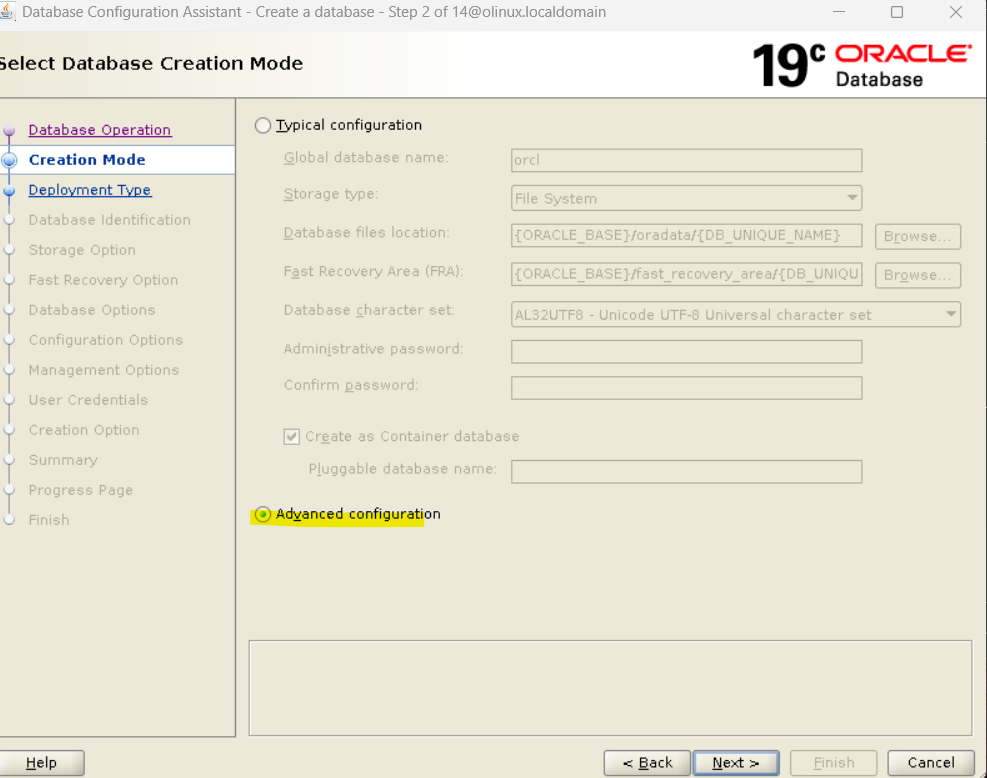 Database Configuration Assistant - Create a database - Step 2 of 14@olinux.localdomain
Select Database Creation Mode
19c ORACLE
Database
Database Operation
Creation Mode
Deployment Type
Database Identification
Storage Option
Fast Recovery Option
Database Options
Configuration Options
Management Options
User Credentials
Creation Option
Summary
Progress Page
Finish
Typical configuration
Global database name: orcl
Storage type: File System
Database files location: {ORACLE_BASE}/oradata/{DB_UNIQUE_NAME} Browse...
Fast Recovery Area (FRA): {ORACLE_BASE}/fast_recovery_area/{DB_UNIQU Browse...
Database character set: AL32UTF8 - Unicode UTF-8 Universal character set
Administrative password:
Confirm password:
Create as Container database
Pluggable database name:
Advanced configuration
Help < Back Next > Finish Cancel